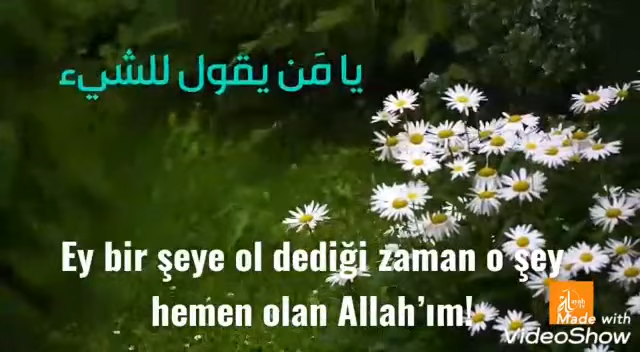 يا مَن يقول للشيء
Ey bir şeye ol dediği zaman o şey
hemen olan Allah’ım!
Made with
VideoShow